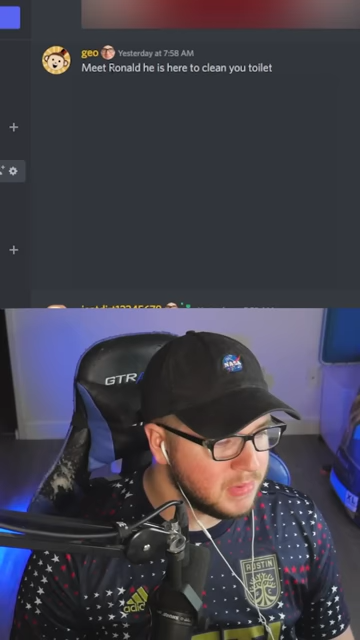 geo Yesterday at 7:58 AM
Meet Ronald he is here to clean you toilet
GTR
NASA
adidas
AUSTIN